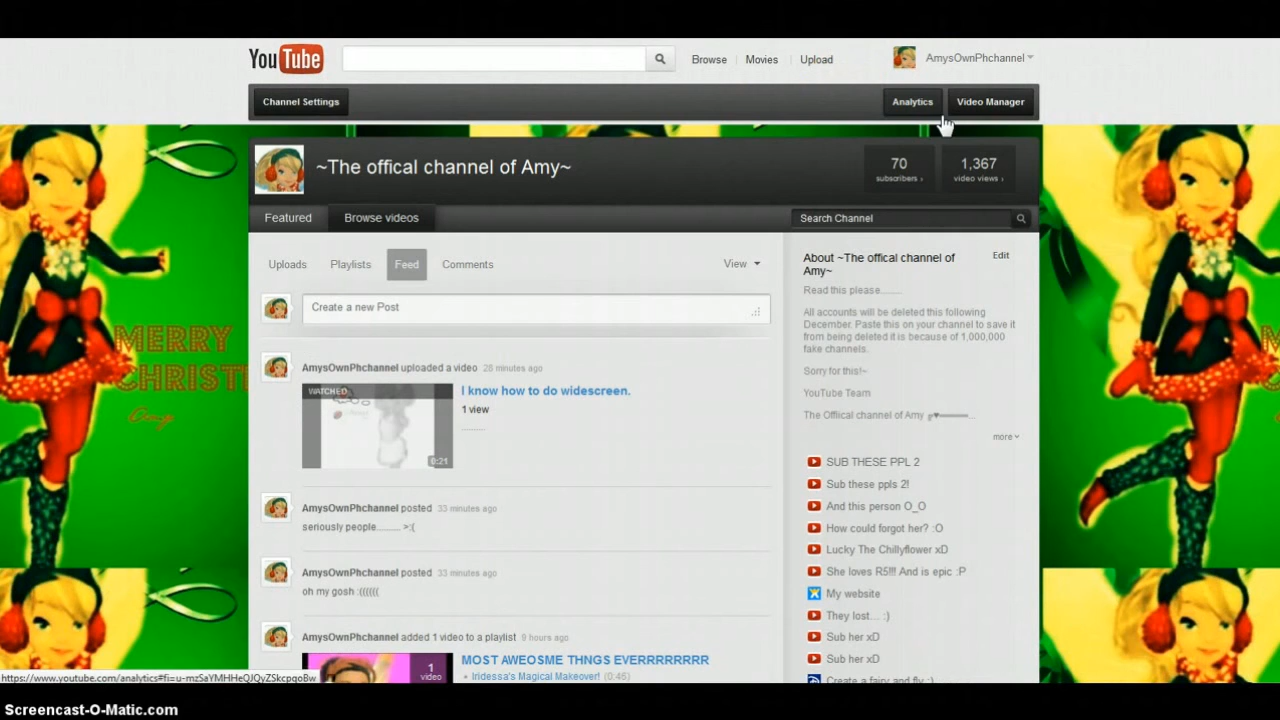 YouTube
Browse
Movies
Upload
AmysOwnPhchannel
Channel Settings
Analytics
Video Manager
~The offical channel of Amy~
70
subscribers ›
1,367
video views ›
Featured
Browse videos
Search Channel
Uploads
Playlists
Feed
Comments
View
Create a new Post
AmysOwnPhchannel uploaded a video 28 minutes ago
WATCHED
I know how to do widescreen.
1 view
.........
0:21
AmysOwnPhchannel posted 33 minutes ago
seriously people.......... >:(
AmysOwnPhchannel posted 33 minutes ago
oh my gosh :((((((
AmysOwnPhchannel added 1 video to a playlist 9 hours ago
1
video
MOST AWEOSME THNGS EVERRRRRRRR
Iridessa's Magical Makeover! (0:45)
About ~The offical channel of
Amy~
Edit
Read this please.........
All accounts will be deleted this following
December. Paste this on your channel to save it
from being deleted it is because of 1,000,000
fake channels.
Sorry for this!~
YouTube Team
The Offiical channel of Amy
more
SUB THESE PPL 2
Sub these ppls 2!
And this person O_O
How could forgot her? :O
Lucky The Chillyflower xD
She loves R5!!! And is epic :P
My website
They lost.... :)
Sub her xD
Sub her xD
Create a fairy and fly :)
MERRY
CHRIST
Amy
M
https://www.youtube.com/analytics#fi=u-mzSaYMHHeQJQyZSkcpqoBw
Screencast-O-Matic.com